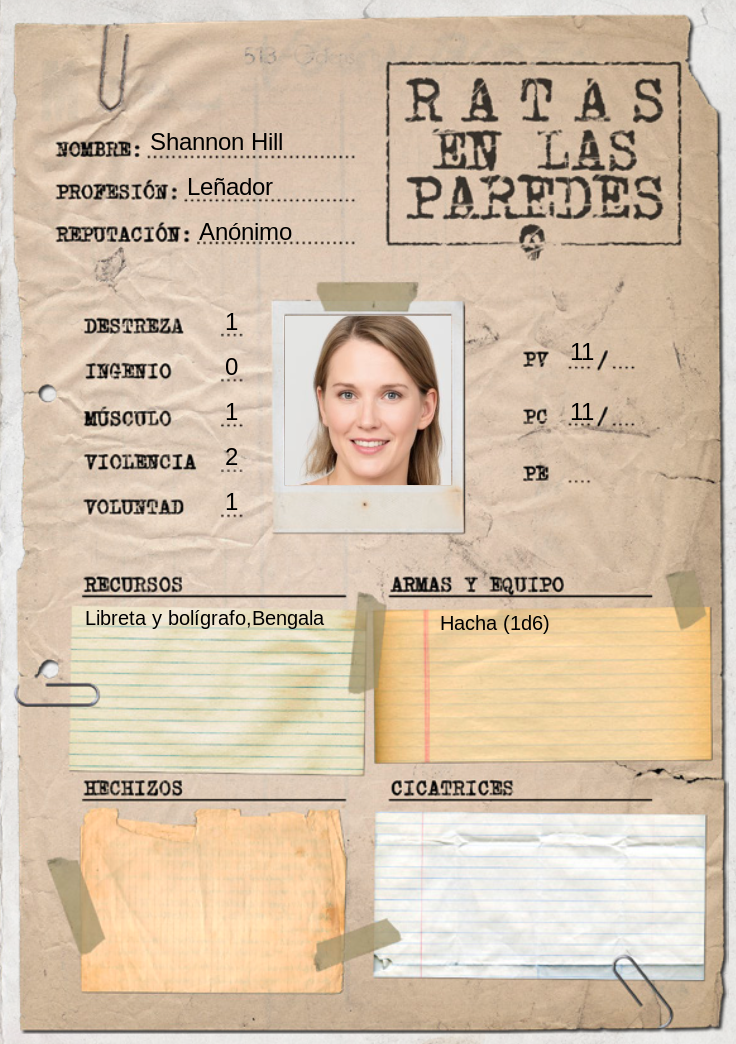 RATAS
EN LAS
PAREDES
NOMBRE: Shannon Hill
PROFESIÓN: Leñador
REPUTACIÓN: Anónimo
DESTREZA 1
INGENIO 0
MÚSCULO 1
VIOLENCIA 2
VOLUNTAD 1
PV 11/....
PC 11/....
PE ....
RECURSOS
Libreta y bolígrafo,Bengala
ARMAS Y EQUIPO
Hacha (1d6)
HECHIZOS
CICATRICES